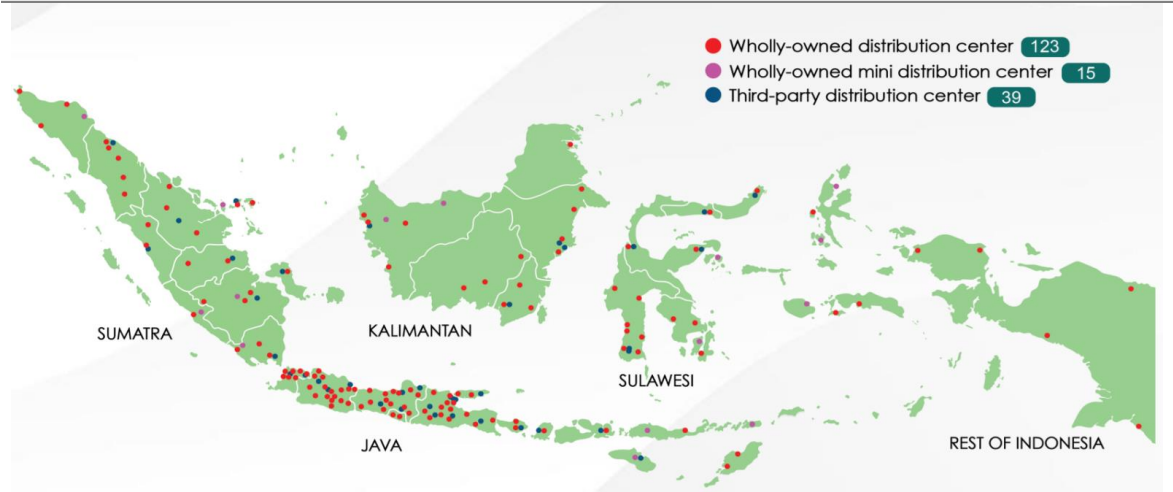 Wholly-owned distribution center 123
Wholly-owned mini distribution center 15
Third-party distribution center 39
SUMATRA
KALIMANTAN
SULAWESI
JAVA
REST OF INDONESIA